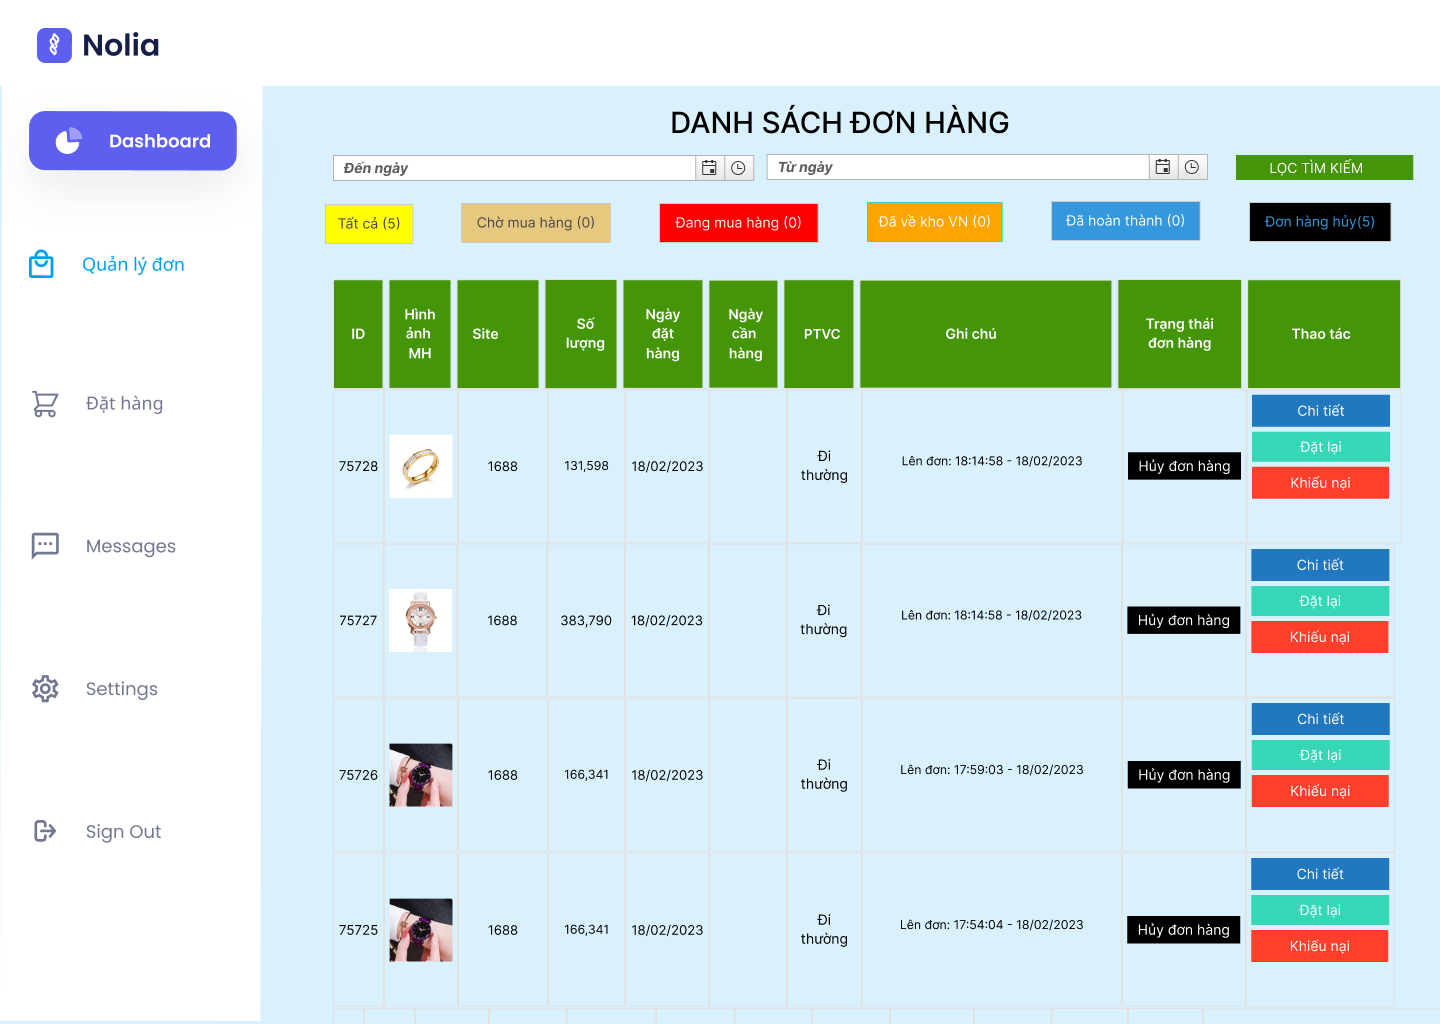 Nolia
Dashboard
Quản lý đơn
Đặt hàng
Messages
Settings
Sign Out
DANH SÁCH ĐƠN HÀNG
Đến ngày
Từ ngày
LỌC TÌM KIẾM
Tất cả (5)
Chờ mua hàng (0)
Đang mua hàng (0)
Đã về kho VN (0)
Đã hoàn thành (0)
Đơn hàng hủy(5)
ID
Hình
ảnh
MH
Site
Số
lượng
Ngày
đặt
hàng
Ngày
cần
hàng
PTVC
Ghi chú
Trạng thái
đơn hàng
Thao tác
75728
1688
131,598
18/02/2023
Đi
thường
Lên đơn: 18:14:58 - 18/02/2023
Hủy đơn hàng
Chi tiết
Đặt lại
Khiếu nại
75727
1688
383,790
18/02/2023
Đi
thường
Lên đơn: 18:14:58 - 18/02/2023
Hủy đơn hàng
Chi tiết
Đặt lại
Khiếu nại
75726
1688
166,341
18/02/2023
Đi
thường
Lên đơn: 17:59:03 - 18/02/2023
Hủy đơn hàng
Chi tiết
Đặt lại
Khiếu nại
75725
1688
166,341
18/02/2023
Đi
thường
Lên đơn: 17:54:04 - 18/02/2023
Hủy đơn hàng
Chi tiết
Đặt lại
Khiếu nại